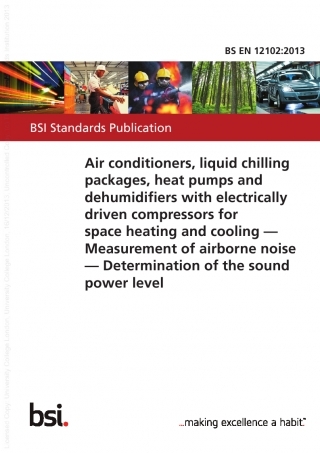 BS EN 12102:2013
BSI Standards Publication
Air conditioners, liquid chilling
packages, heat pumps and
dehumidifiers with electrically
driven compressors for
space heating and cooling —
Measurement of airborne noise
— Determination of the sound
power level
bsi.
...making excellence a habit.™